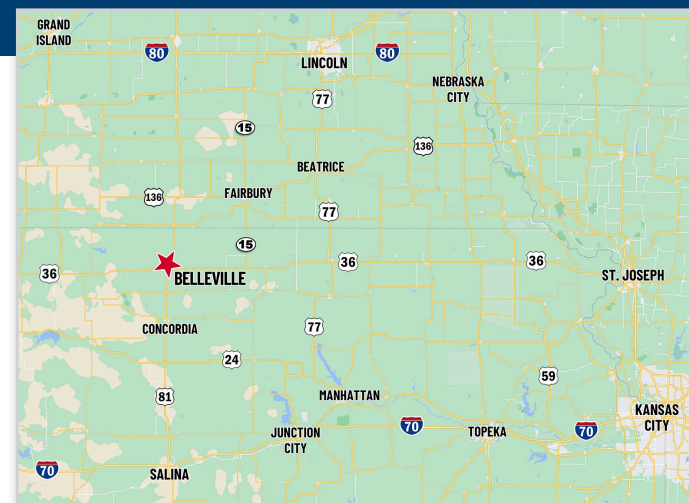 GRAND
ISLAND
80
LINCOLN
80
77
NEBRASKA
CITY
15
136
BEATRICE
136
FAIRBURY
77
15
36
BELLEVILLE
36
36
ST. JOSEPH
CONCORDIA
77
24
59
81
MANHATTAN
KANSAS
CITY
JUNCTION
CITY
70
TOPEKA
70
70
SALINA